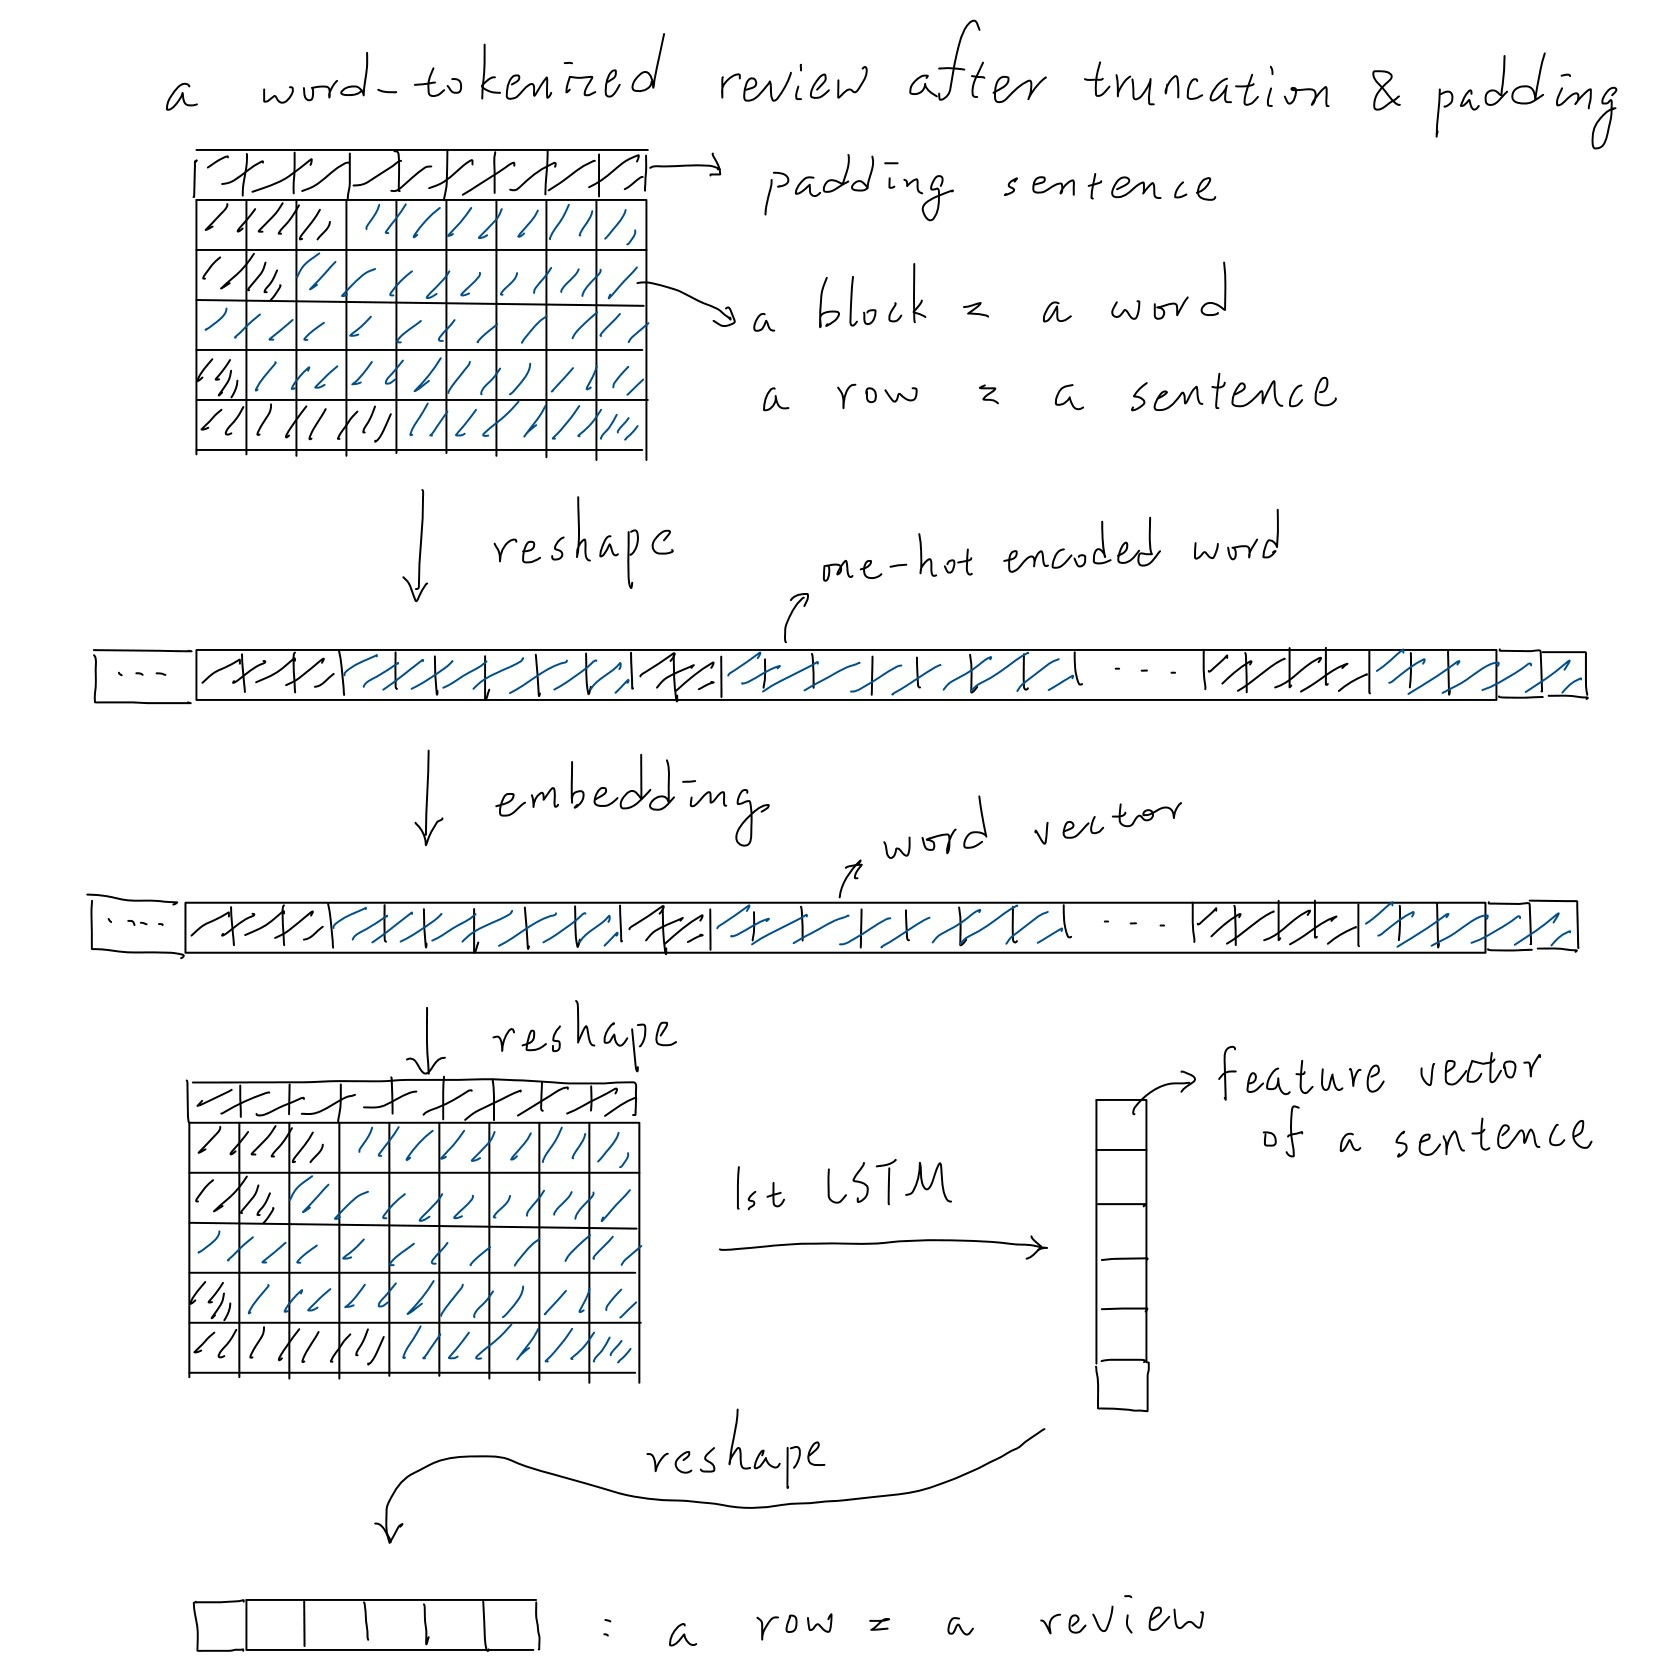 a word-tokenized review after truncation & padding
padding sentence
a block = a word
a row = a sentence
reshape
one-hot encoded word
...
...
embedding
word vector
....
...
reshape
feature vector
of a sentence
1st LSTM
reshape
: a row = a review